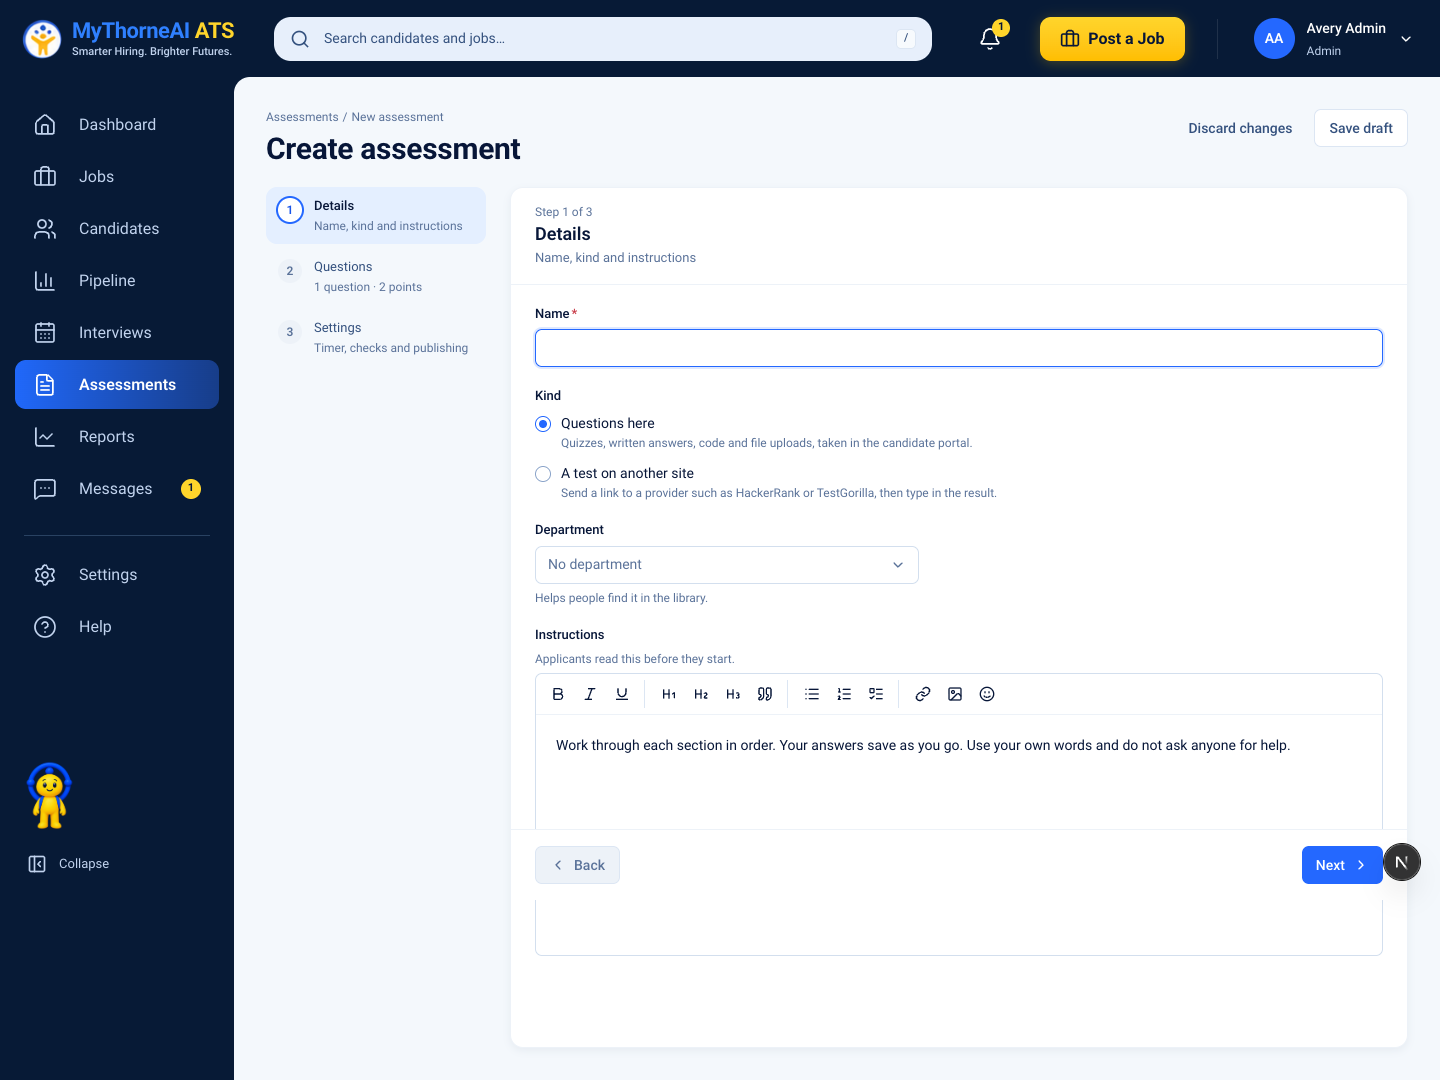 MyThorneAI ATS
Smarter Hiring. Brighter Futures.
Search candidates and jobs...
/
1
Post a Job
AA
Avery Admin
Admin
Dashboard
Jobs
Candidates
Pipeline
Interviews
Assessments
Reports
Messages
1
Settings
Help
Collapse
Assessments / New assessment
Create assessment
Discard changes
Save draft
1
Details
Name, kind and instructions
2
Questions
1 question · 2 points
3
Settings
Timer, checks and publishing
Step 1 of 3
Details
Name, kind and instructions
Name*
Kind
Questions here
Quizzes, written answers, code and file uploads, taken in the candidate portal.
A test on another site
Send a link to a provider such as HackerRank or TestGorilla, then type in the result.
Department
No department
Helps people find it in the library.
Instructions
Applicants read this before they start.
B I U H1 H2 H3
Work through each section in order. Your answers save as you go. Use your own words and do not ask anyone for help.
Back
Next
N